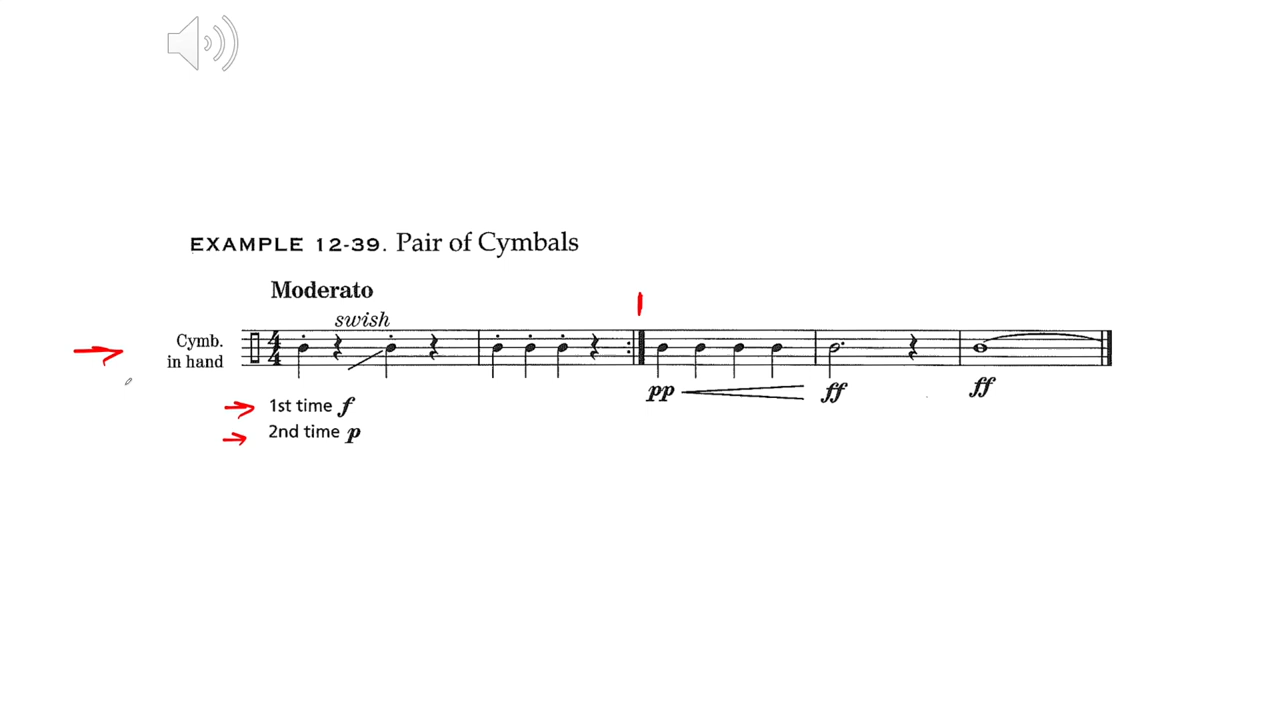 EXAMPLE 12-39. Pair of Cymbals
Moderato
swish
Cymb.
in hand
4
4
pp
ff
ff
1st time f
2nd time p